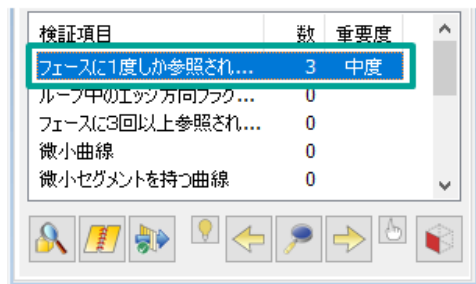 検証項目 数 重要度
フェースに1度しか参照され... 3 中度
ループ中のエッジ方向フラグ... 0
フェースに3回以上参照され... 0
微小曲線 0
微小セグメントを持つ曲線 0